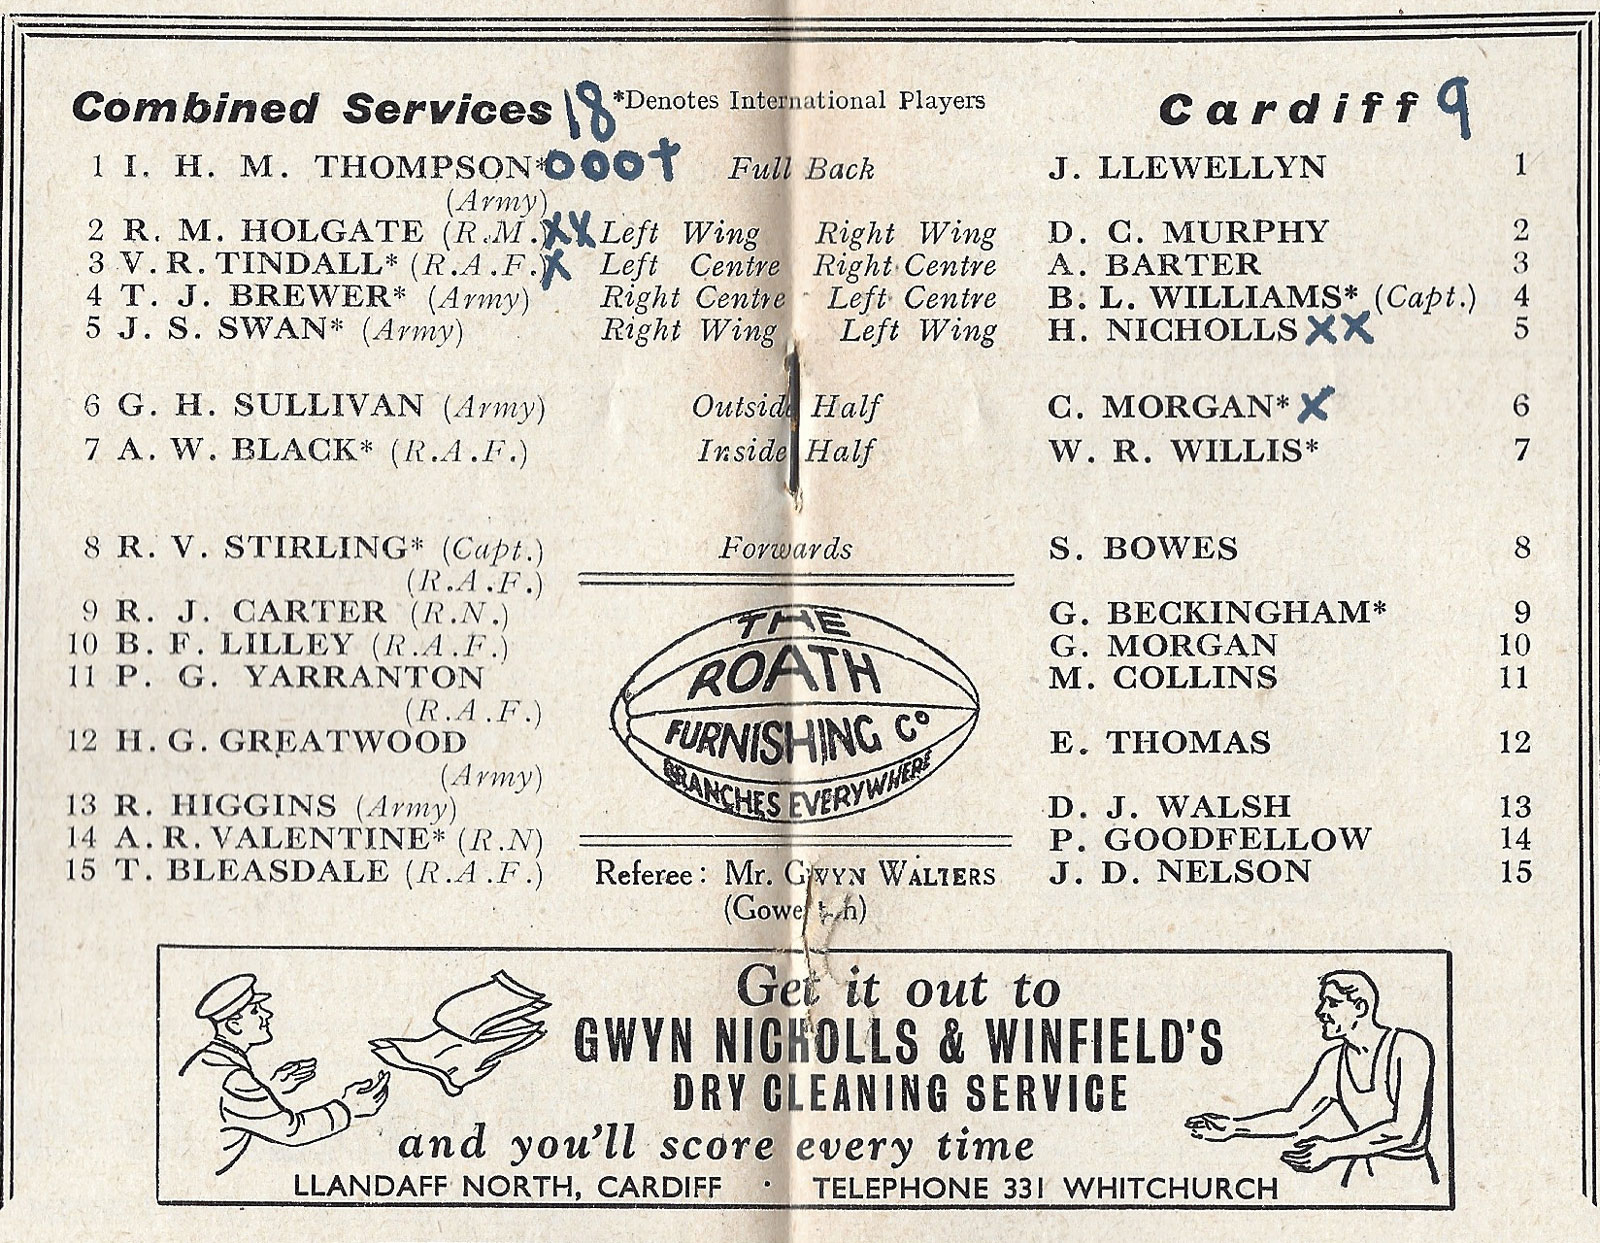 Combined Services 18 *Denotes International Players Cardiff 9
1 I. H. M. THOMPSON* OOO† Full Back J. LLEWELLYN 1
(Army)
2 R. M. HOLGATE (R.M.) XX Left Wing Right Wing D. C. MURPHY 2
3 V. R. TINDALL* (R.A.F.) X Left Centre Right Centre A. BARTER 3
4 T. J. BREWER* (Army) Right Centre Left Centre B. L. WILLIAMS* (Capt.) 4
5 J. S. SWAN* (Army) Right Wing Left Wing H. NICHOLLS XX 5
6 G. H. SULLIVAN (Army) Outside Half C. MORGAN* X 6
7 A. W. BLACK* (R.A.F.) Inside Half W. R. WILLIS* 7
8 R. V. STIRLING* (Capt.) Forwards S. BOWES 8
(R.A.F.)
9 R. J. CARTER (R.N.) G. BECKINGHAM* 9
10 B. F. LILLEY (R.A.F.) G. MORGAN 10
11 P. G. YARRANTON M. COLLINS 11
(R.A.F.)
12 H. G. GREATWOOD E. THOMAS 12
(Army)
13 R. HIGGINS (Army) D. J. WALSH 13
14 A. R. VALENTINE* (R.N) P. GOODFELLOW 14
15 T. BLEASDALE (R.A.F.) Referee: Mr. GWYN WALTERS J. D. NELSON 15
THE
ROATH
FURNISHING Co
BRANCHES EVERYWHERE
Get it out to
GWYN NICHOLLS & WINFIELD'S
DRY CLEANING SERVICE
and you'll score every time
LLANDAFF NORTH, CARDIFF · TELEPHONE 331 WHITCHURCH